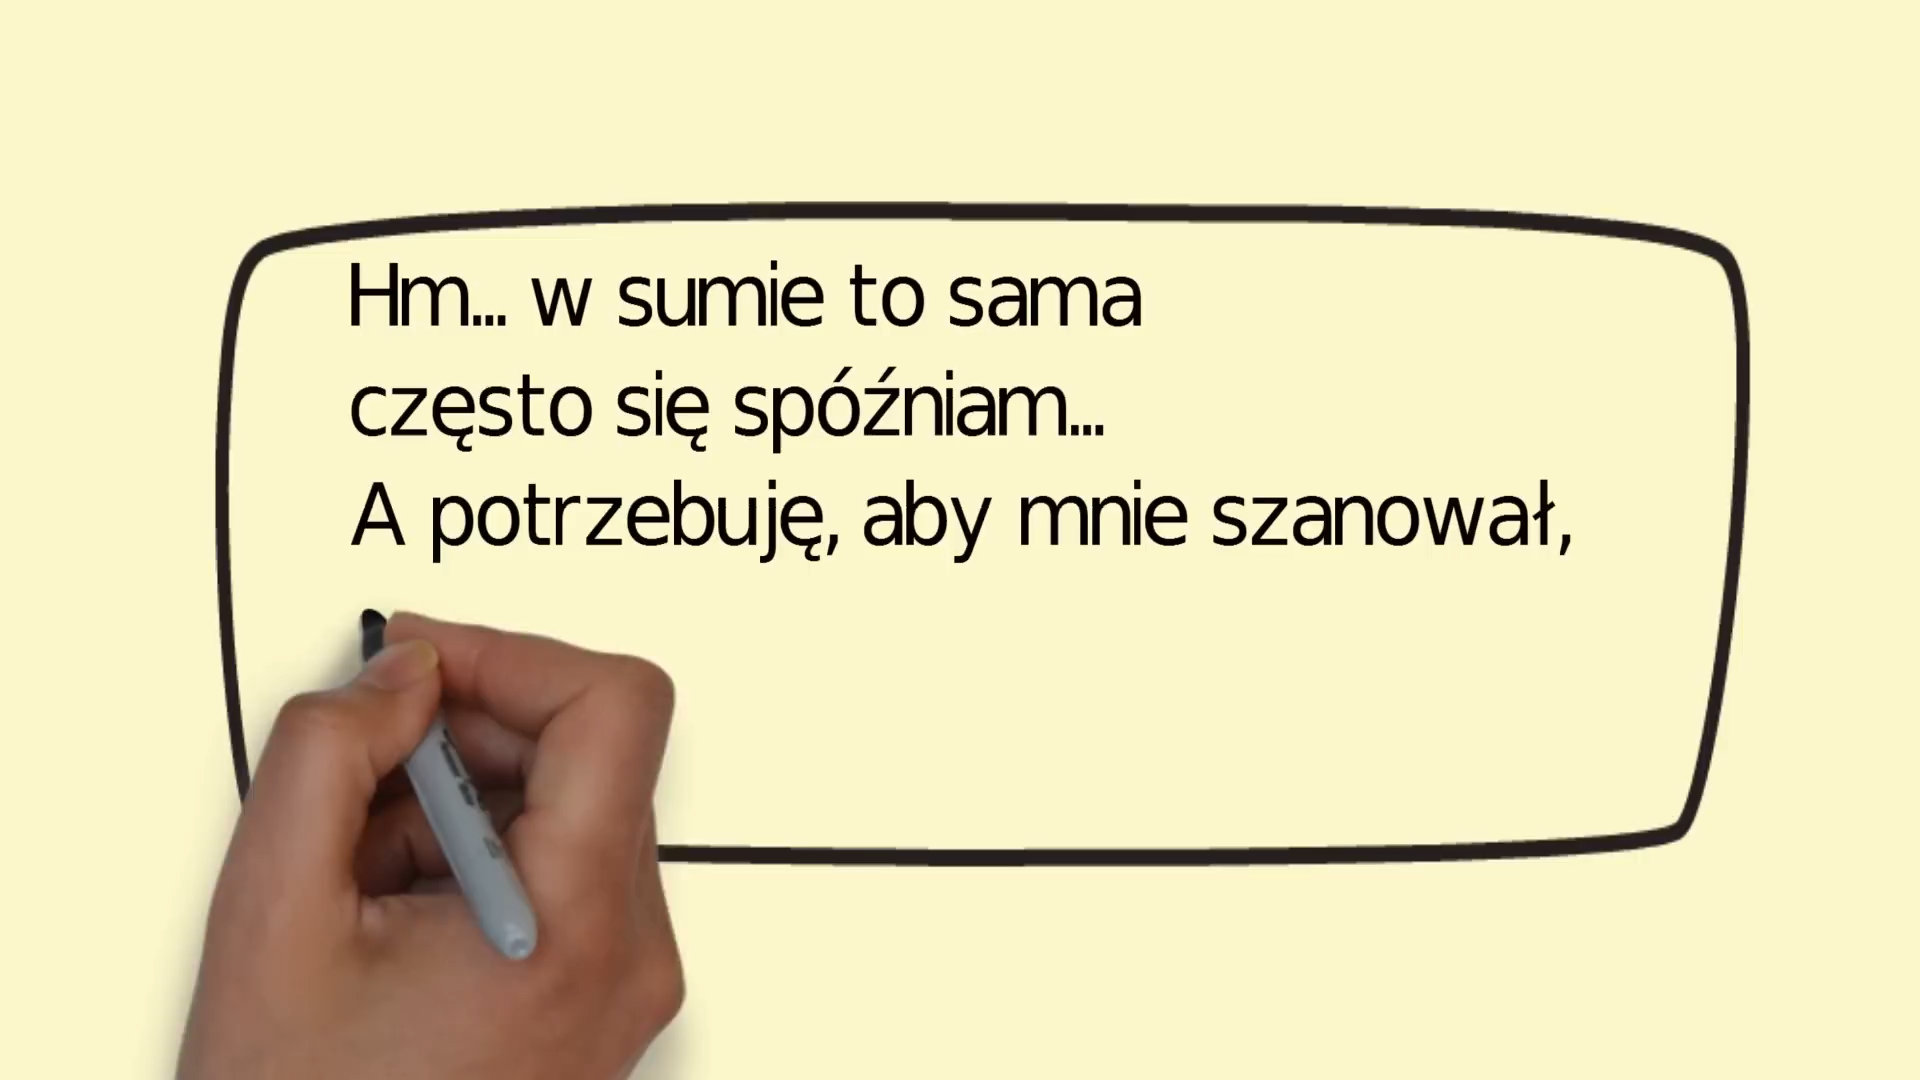 Hm... w sumie to sama
często się spóźniam...
A potrzebuję, aby mnie szanował,